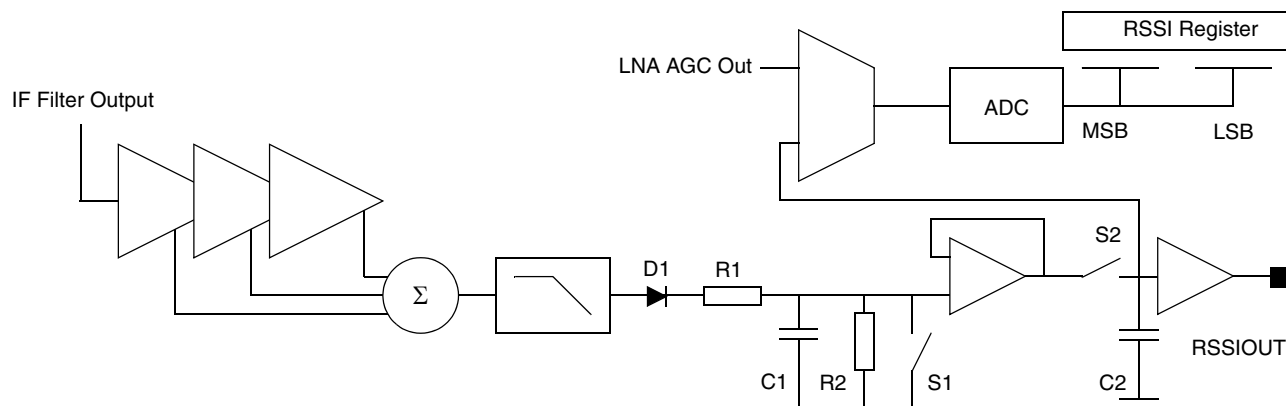 RSSI Register
LNA AGC Out
IF Filter Output
ADC
MSB
LSB
S2
D1
R1
Σ
RSSIOUT
C1
R2
S1
C2